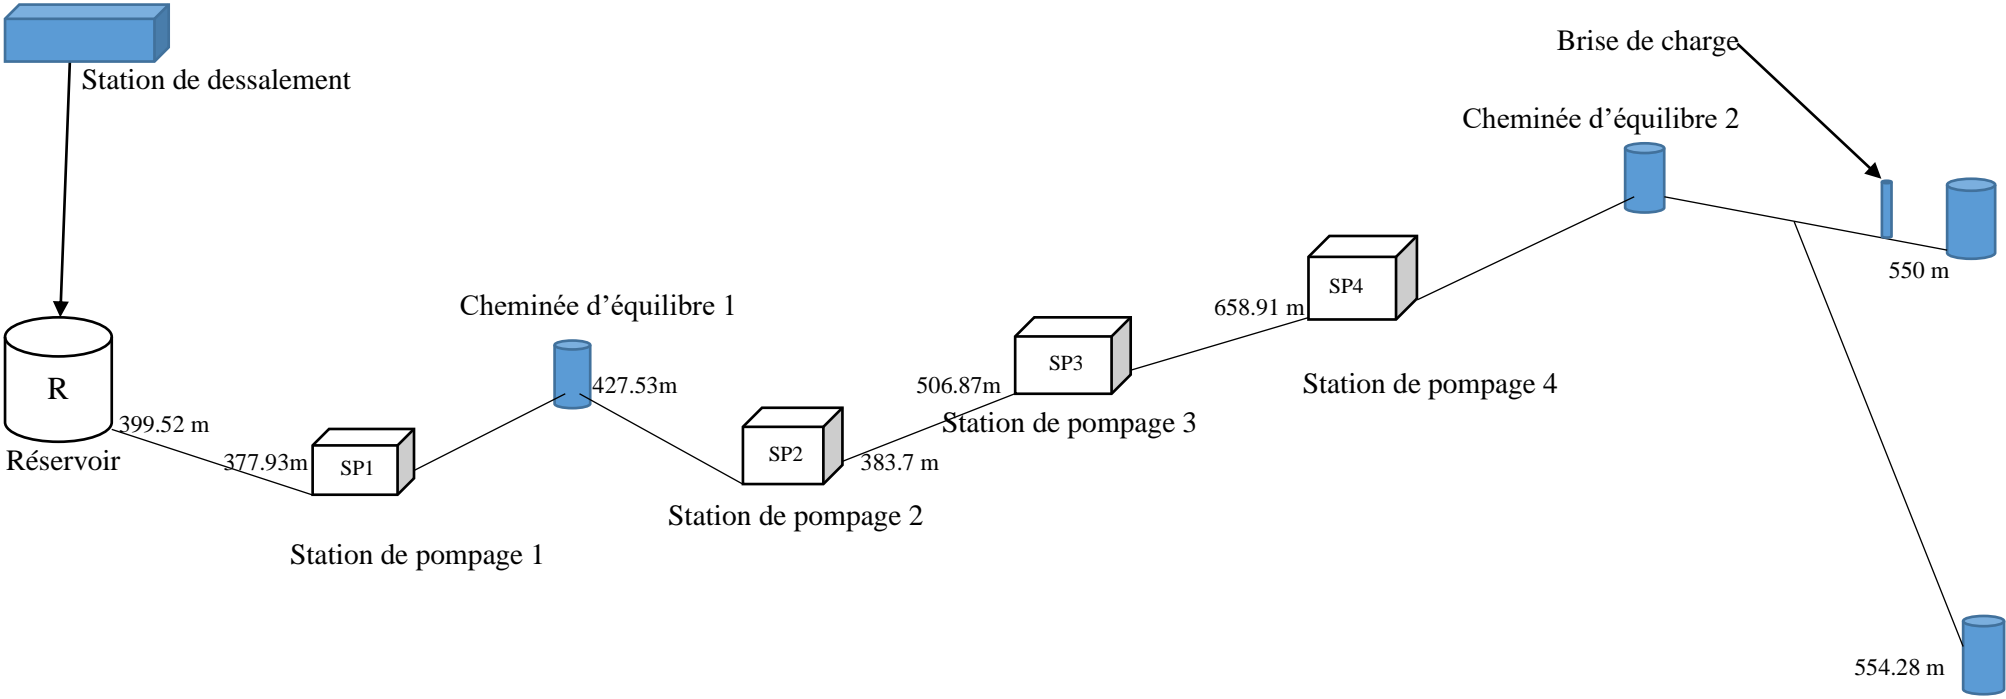 Station de dessalement
Brise de charge
Cheminée d’équilibre 2
550 m
SP4
658.91 m
Cheminée d’équilibre 1
SP3
Station de pompage 4
R
427.53m
506.87m
399.52 m
Station de pompage 3
Réservoir
377.93m
SP1
SP2
383.7 m
Station de pompage 2
Station de pompage 1
554.28 m